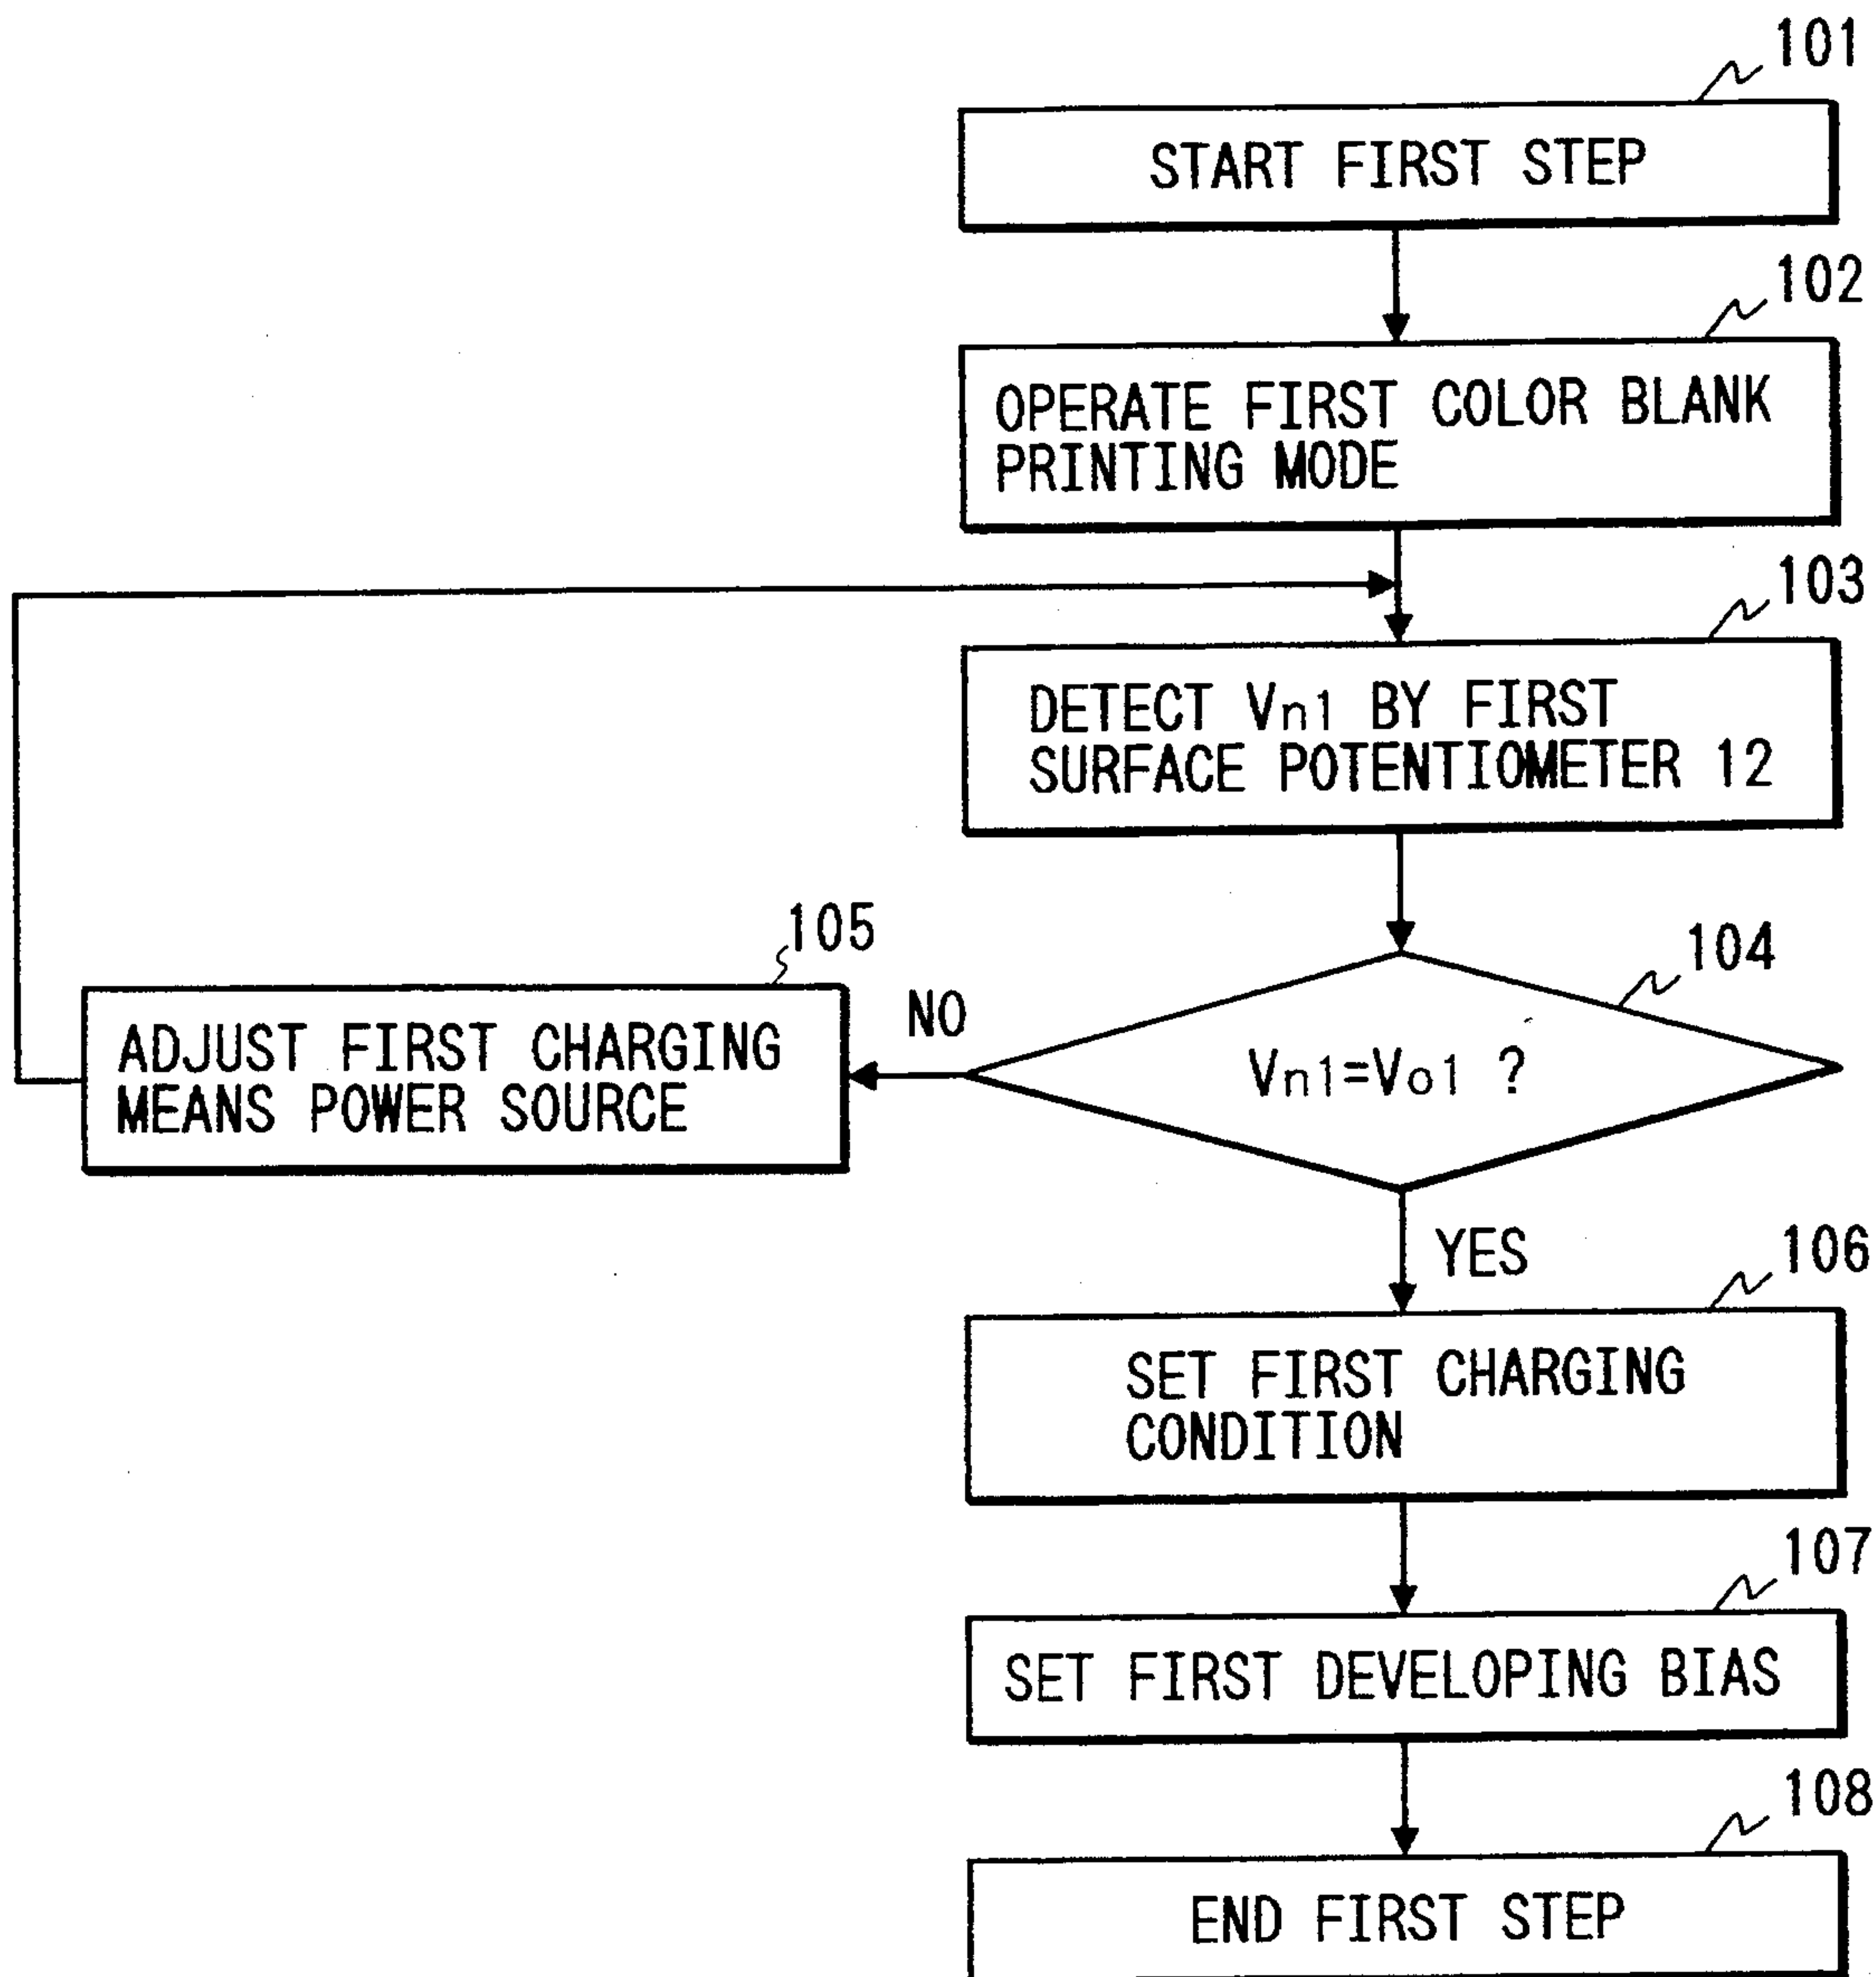 101
START FIRST STEP
102
OPERATE FIRST COLOR BLANK
PRINTING MODE
103
DETECT Vn1 BY FIRST
SURFACE POTENTIOMETER 12
104
Vn1=Vo1 ?
NO
105
ADJUST FIRST CHARGING
MEANS POWER SOURCE
YES
106
SET FIRST CHARGING
CONDITION
107
SET FIRST DEVELOPING BIAS
108
END FIRST STEP